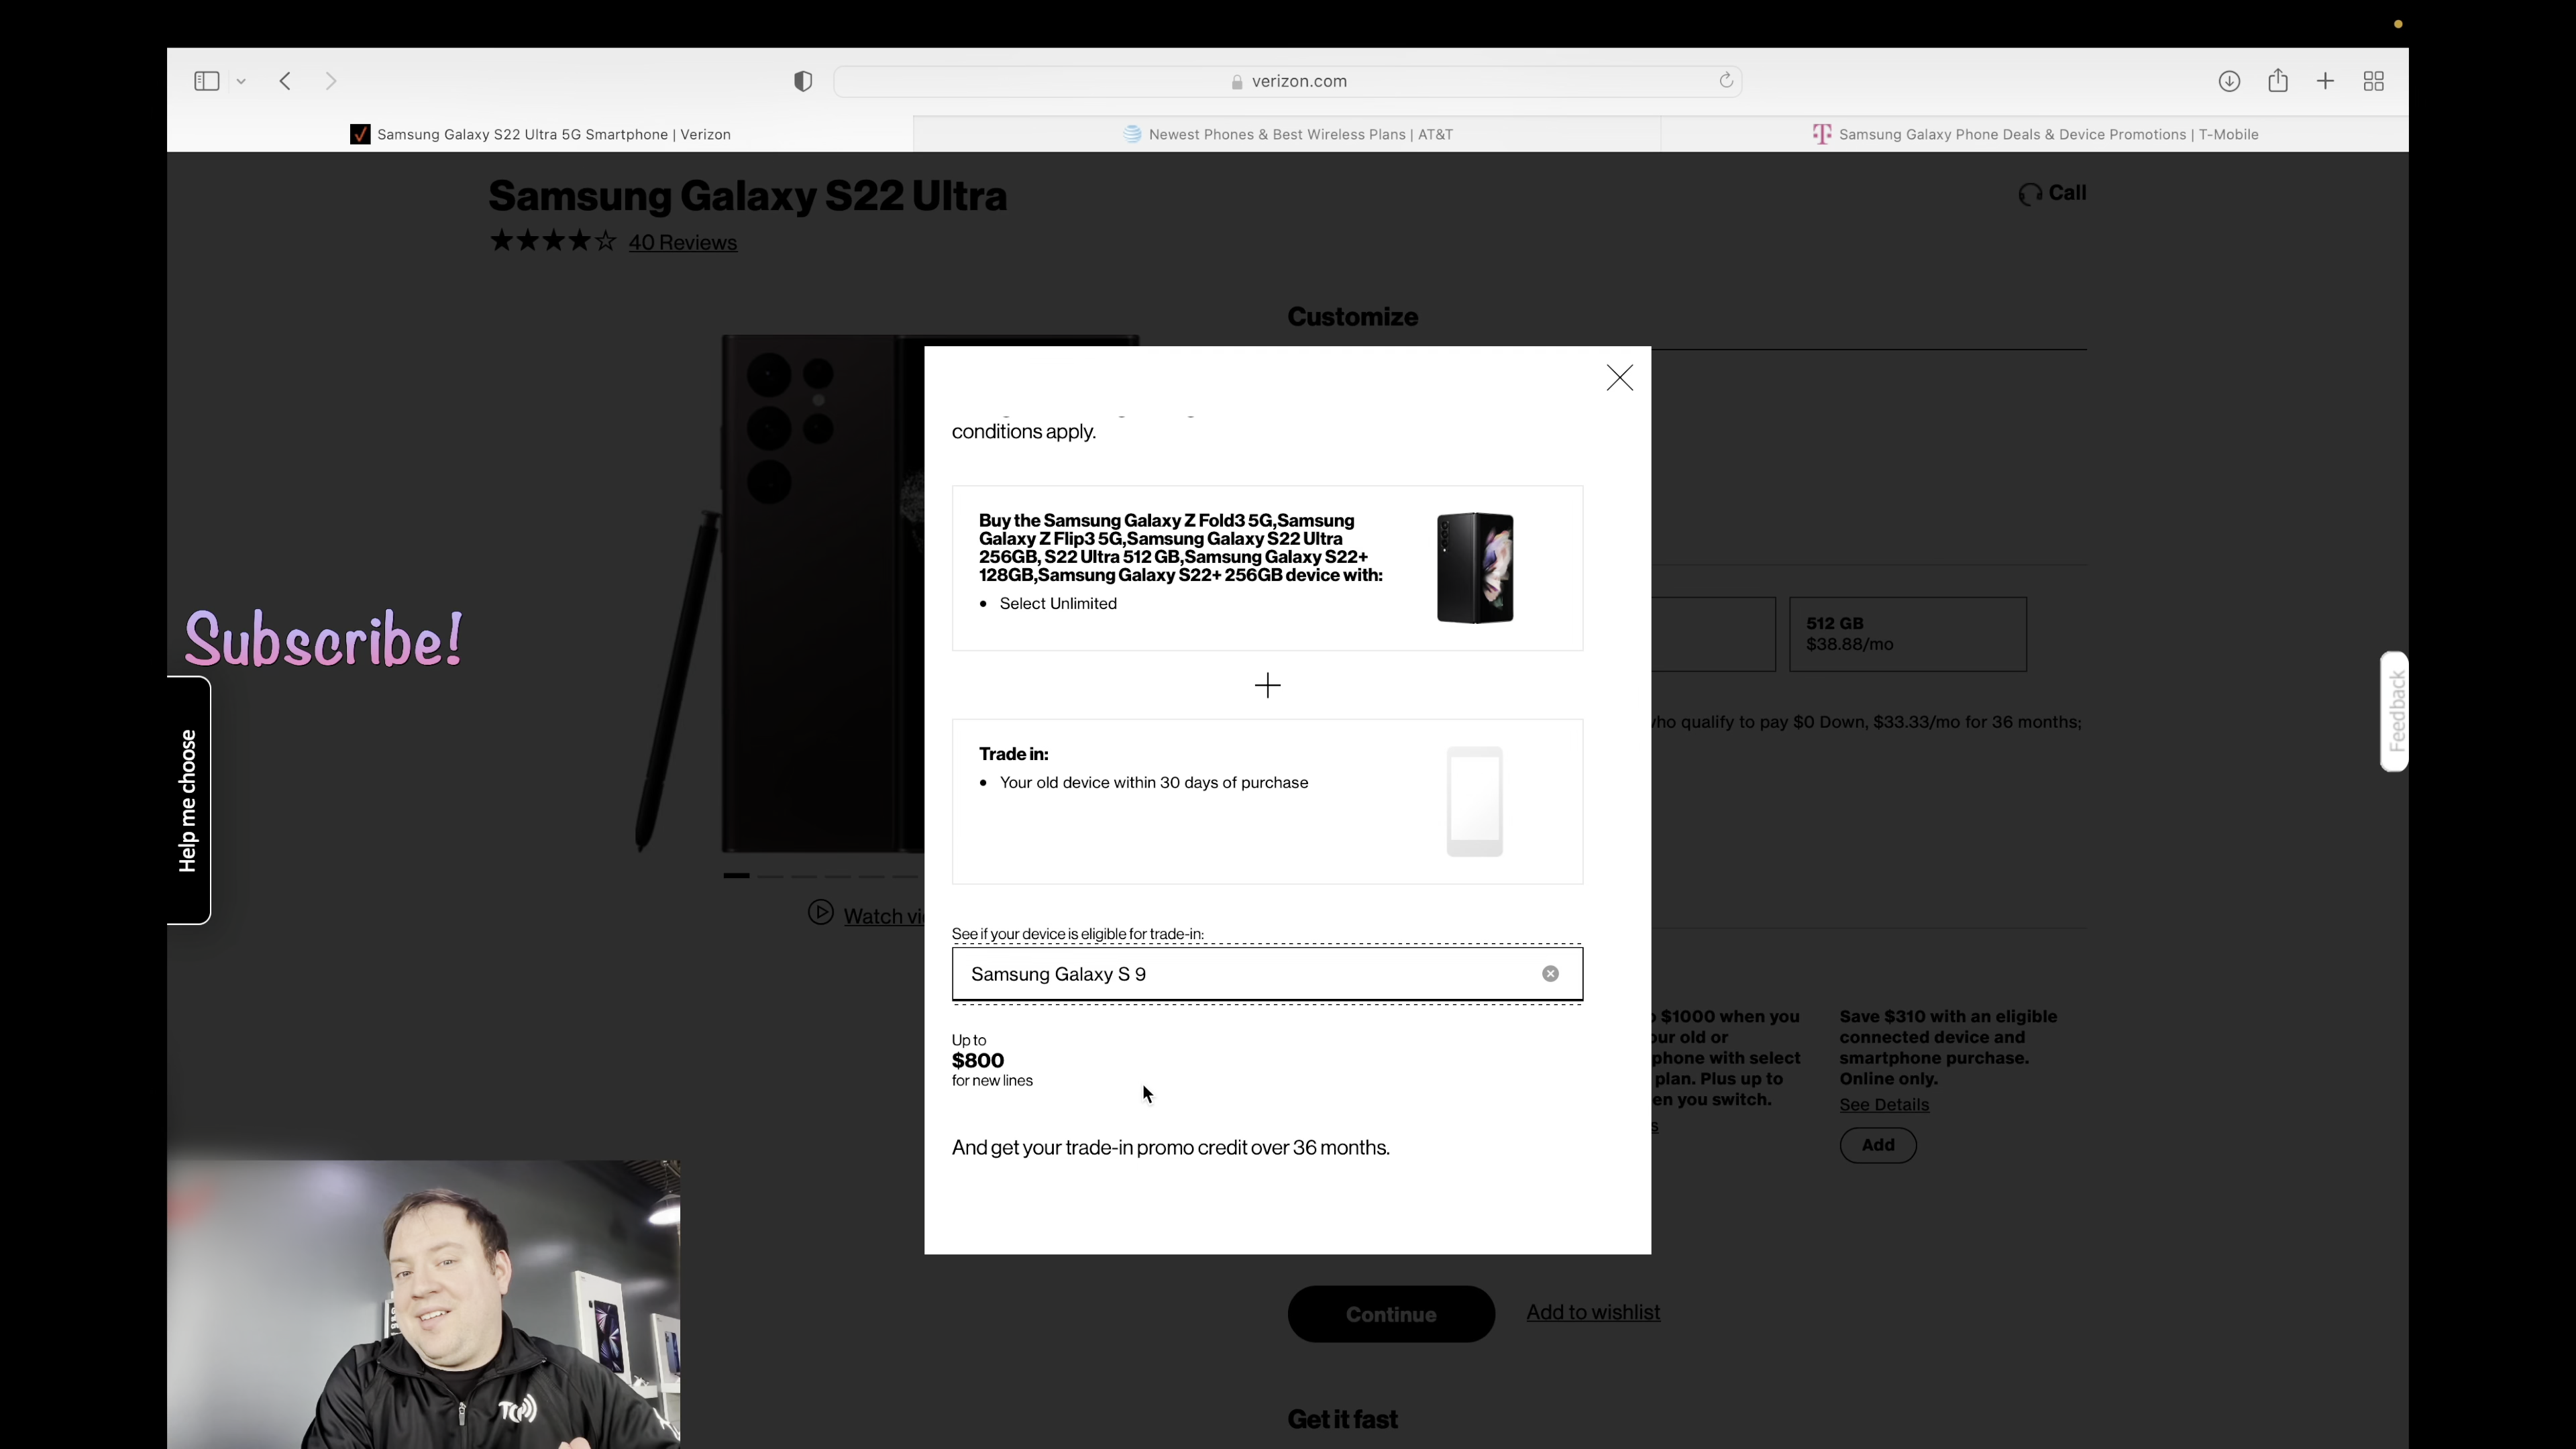 verizon.com
Samsung Galaxy S22 Ultra 5G Smartphone | Verizon
Newest Phones & Best Wireless Plans | AT&T
Samsung Galaxy Phone Deals & Device Promotions | T-Mobile
Samsung Galaxy S22 Ultra
Call
40 Reviews
Customize
conditions apply.
Buy the Samsung Galaxy Z Fold3 5G,Samsung
Galaxy Z Flip3 5G,Samsung Galaxy S22 Ultra
256GB, S22 Ultra 512 GB,Samsung Galaxy S22+
128GB,Samsung Galaxy S22+ 256GB device with:
• Select Unlimited
512 GB
$38.88/mo
Subscribe!
Help me choose
Feedback
who qualify to pay $0 Down, $33.33/mo for 36 months;
Trade in:
• Your old device within 30 days of purchase
Watch
See if your device is eligible for trade-in:
Samsung Galaxy S 9
Up to
$800
for new lines
And get your trade-in promo credit over 36 months.
$1000 when you
old or
phone with select
plan. Plus up to
you switch.
Save $310 with an eligible
connected device and
smartphone purchase.
Online only.
See Details
Add
Continue
Add to wishlist
Get it fast